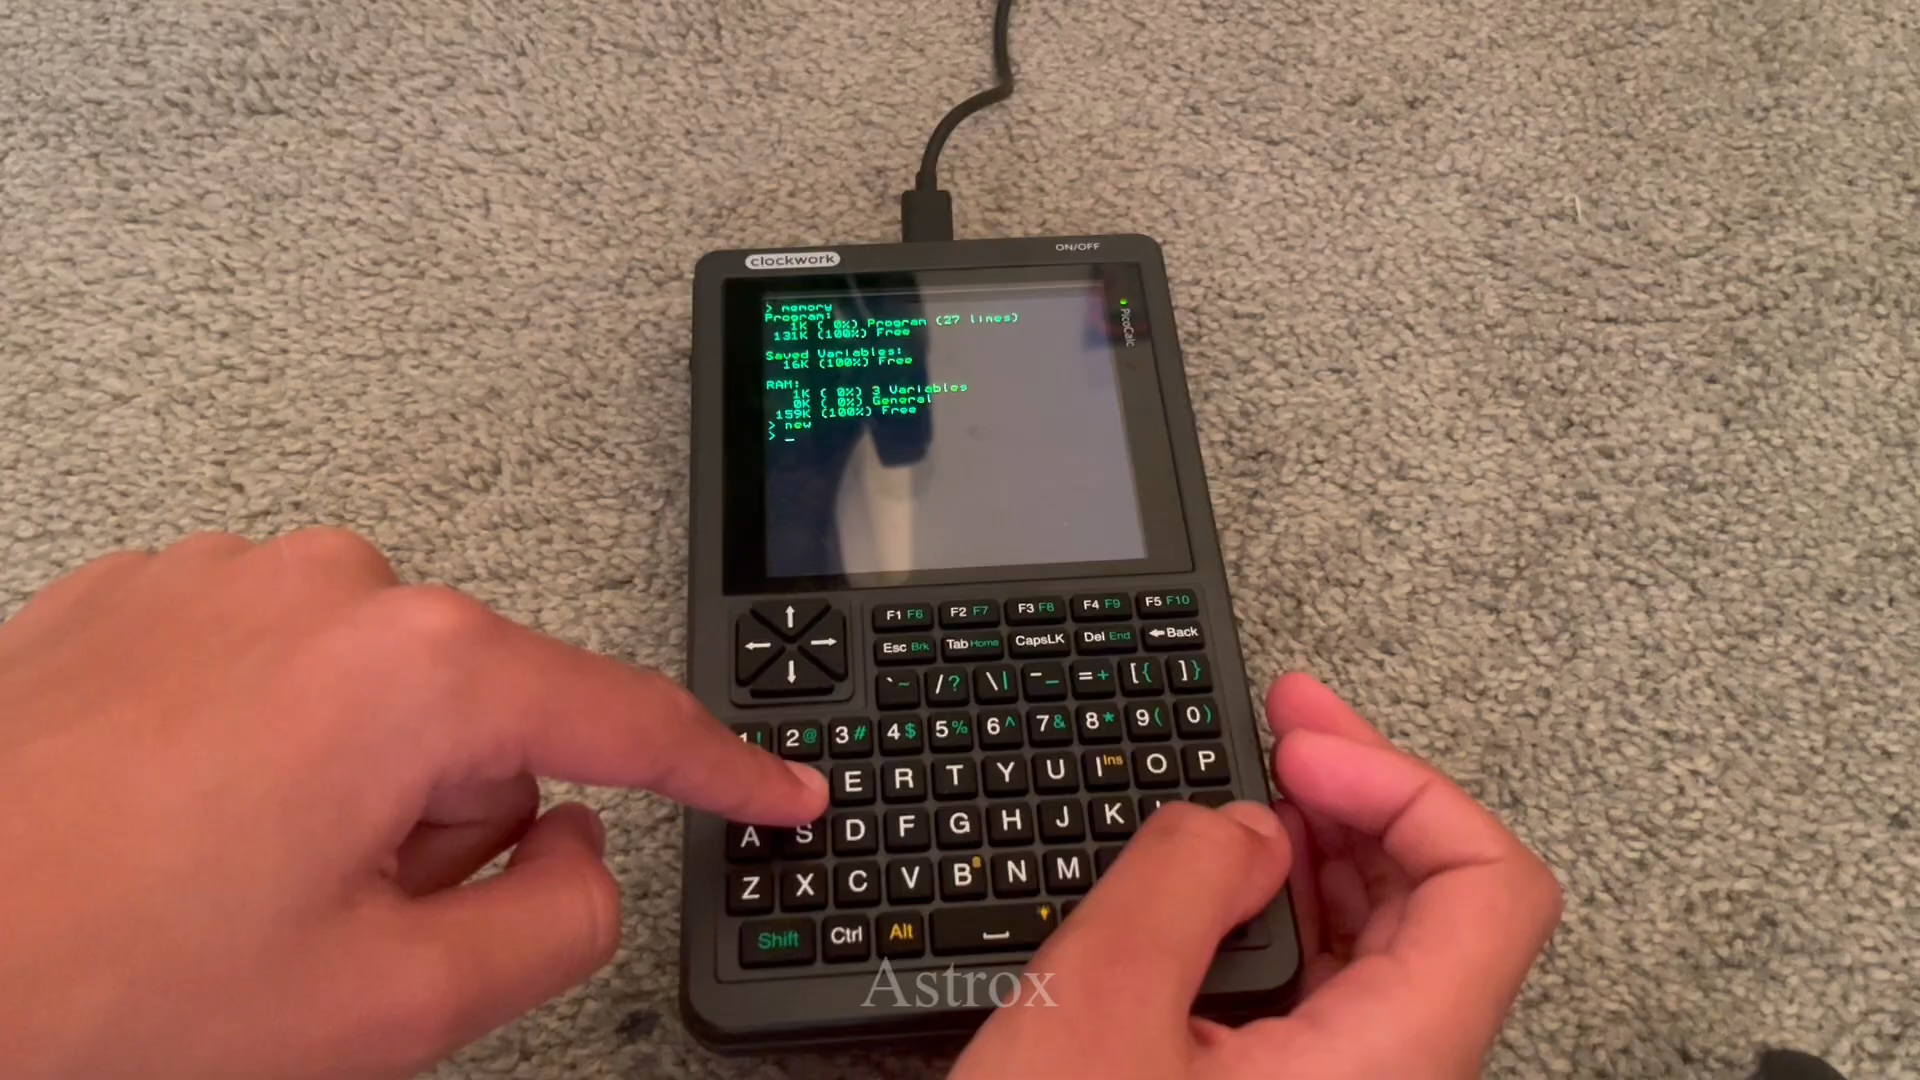 clockwork
ON/OFF
PicoCalc
> memory
Program:
1K ( 0%) Program (27 lines)
131K (100%) Free
Saved Variables:
16K (100%) Free
RAM:
1K ( 0%) 3 Variables
0K ( 0%) General
159K (100%) Free
> new
> _
F1 F6 F2 F7 F3 F8 F4 F9 F5 F10
Esc Brk Tab Home CapsLK Del End Back
`~ /? \| -_ =+ [{ ]}
1! 2@ 3# 4$ 5% 6^ 7& 8* 9( 0)
E R T Y U I Ins O P
A S D F G H J K
Z X C V B N M
Shift Ctrl Alt
Astrox